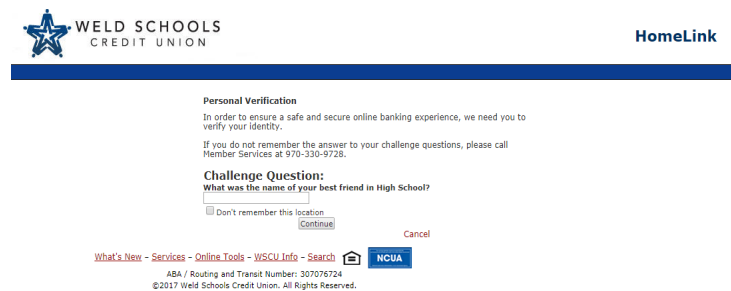 WELD SCHOOLS
CREDIT UNION
HomeLink
Personal Verification
In order to ensure a safe and secure online banking experience, we need you to
verify your identity.
If you do not remember the answer to your challenge questions, please call
Member Services at 970-330-9728.
Challenge Question:
What was the name of your best friend in High School?
Don't remember this location
Continue
Cancel
What's New – Services – Online Tools – WSCU Info – Search
NCUA
ABA / Routing and Transit Number: 307076724
©2017 Weld Schools Credit Union. All Rights Reserved.